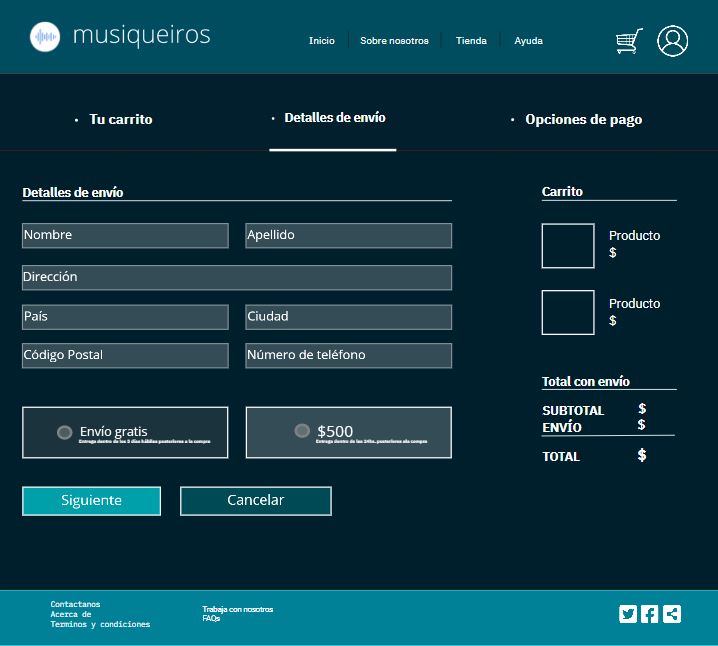 musiqueiros
Inicio
Sobre nosotros
Tienda
Ayuda
• Tu carrito
• Detalles de envío
• Opciones de pago
Detalles de envío
Nombre
Apellido
Dirección
País
Ciudad
Código Postal
Número de teléfono
Envío gratis
Entrega dentro de los 5 días hábiles posteriores a la compra
$500
Entrega dentro de las 24hs. posteriores ala compra
Siguiente
Cancelar
Carrito
Producto
$
Producto
$
Total con envío
SUBTOTAL $
ENVÍO $
TOTAL $
Contactanos
Acerca de
Terminos y condiciones
Trabaja con nosotros
FAQs